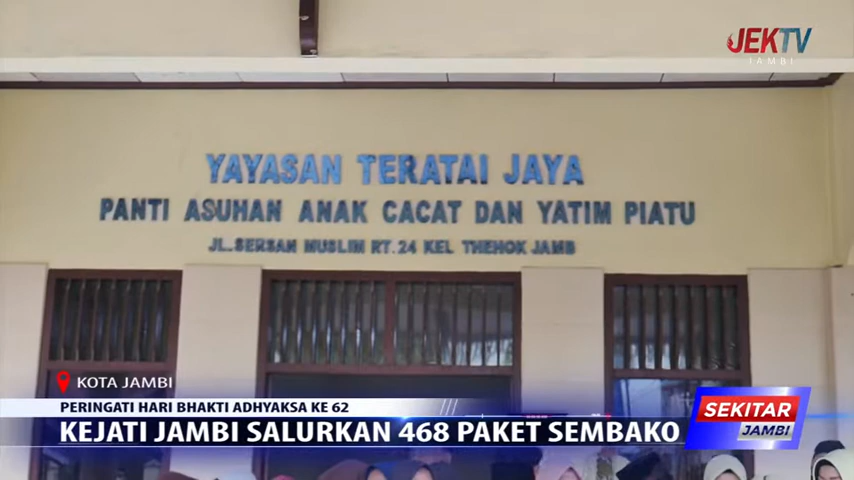 JEKTV
JAMBI
YAYASAN TERATAI JAYA
PANTI ASUHAN ANAK CACAT DAN YATIM PIATU
JL.SERSAN MUSLIM RT.24 KEL THEHOK JAMB
KOTA JAMBI
PERINGATI HARI BHAKTI ADHYAKSA KE 62
KEJATI JAMBI SALURKAN 468 PAKET SEMBAKO
SEKITAR
JAMBI